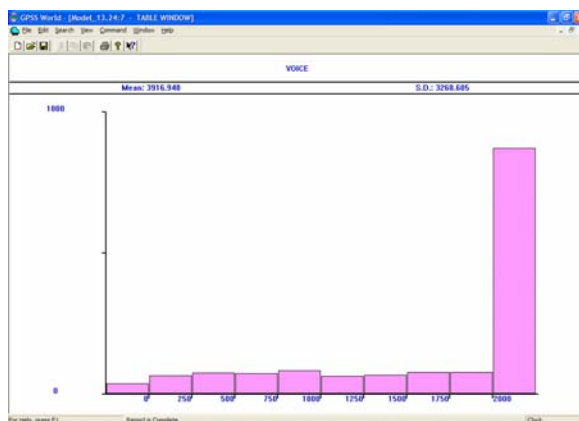 GPSS World - [Model_13.24:7 - TABLE WINDOW]
File Edit Search View Command Window Help
VOICE
Mean: 3916.940 S.D.: 3260.605
1000
0
0 250 500 750 1000 1250 1500 1750 2000
For Help, press F1 Report is Complete. Clock